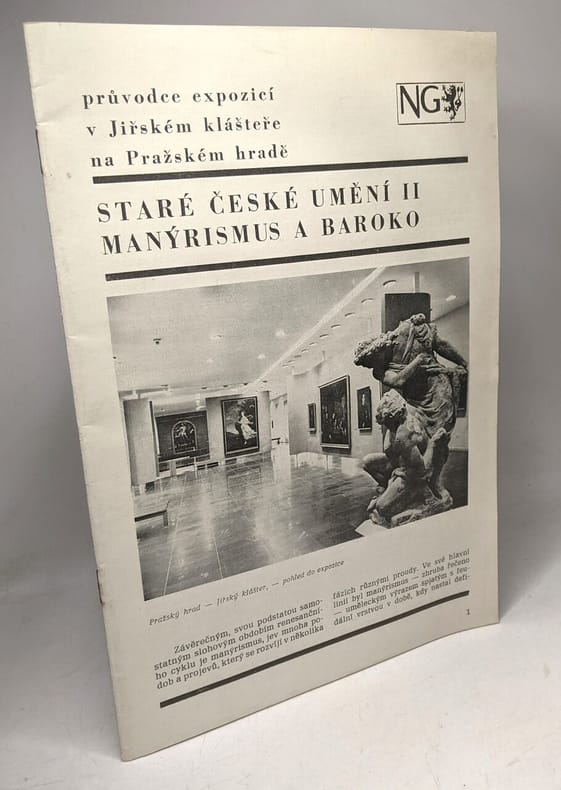 průvodce expozicí
v Jiřském klášteře
na Pražském hradě
NG
STARÉ ČESKÉ UMĚNÍ II
MANÝRISMUS A BAROKO
Pražský hrad — Jiřský klášter, — pohled do expozice
Závěrečným, svou podstatou samo-
statným slohovým obdobím renesanční-
ho cyklu je manýrismus, jev mnoha po-
dob a projevů, který se rozvíjí v několika
fázích různými proudy. Ve své hlavní
linii byl manýrismus — zhruba řečeno
— uměleckým výrazem spjatým s feu-
dální vrstvou v době, kdy nastal defi-
1